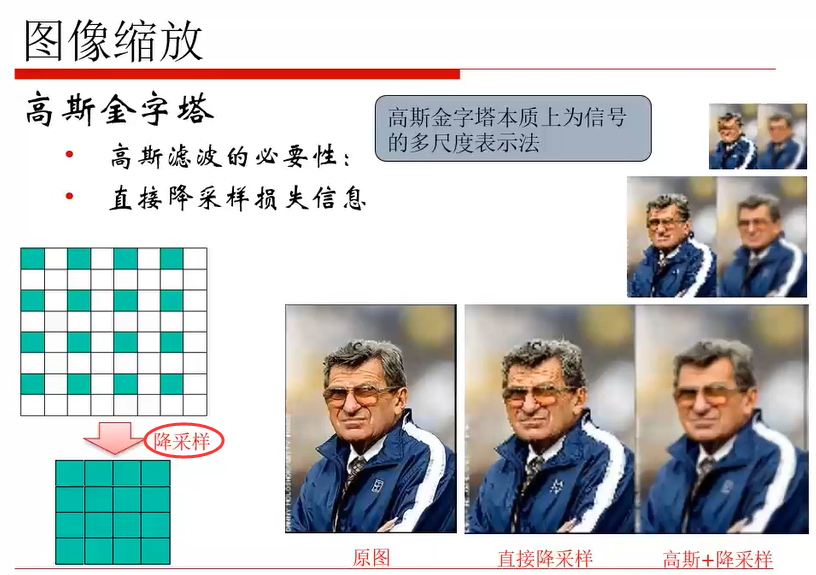 图像缩放
高斯金字塔
高斯金字塔本质上为信号
的多尺度表示法
• 高斯滤波的必要性：
• 直接降采样损失信息
降采样
原图
直接降采样
高斯+降采样